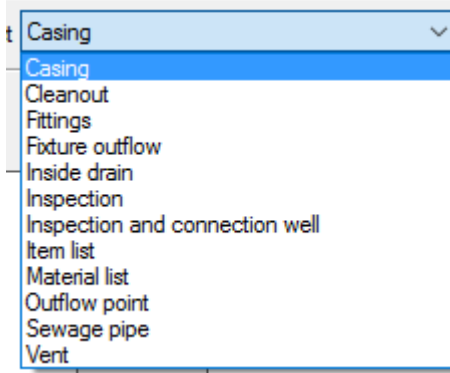 t Casing
Casing
Cleanout
Fittings
Fixture outflow
Inside drain
Inspection
Inspection and connection well
Item list
Material list
Outflow point
Sewage pipe
Vent